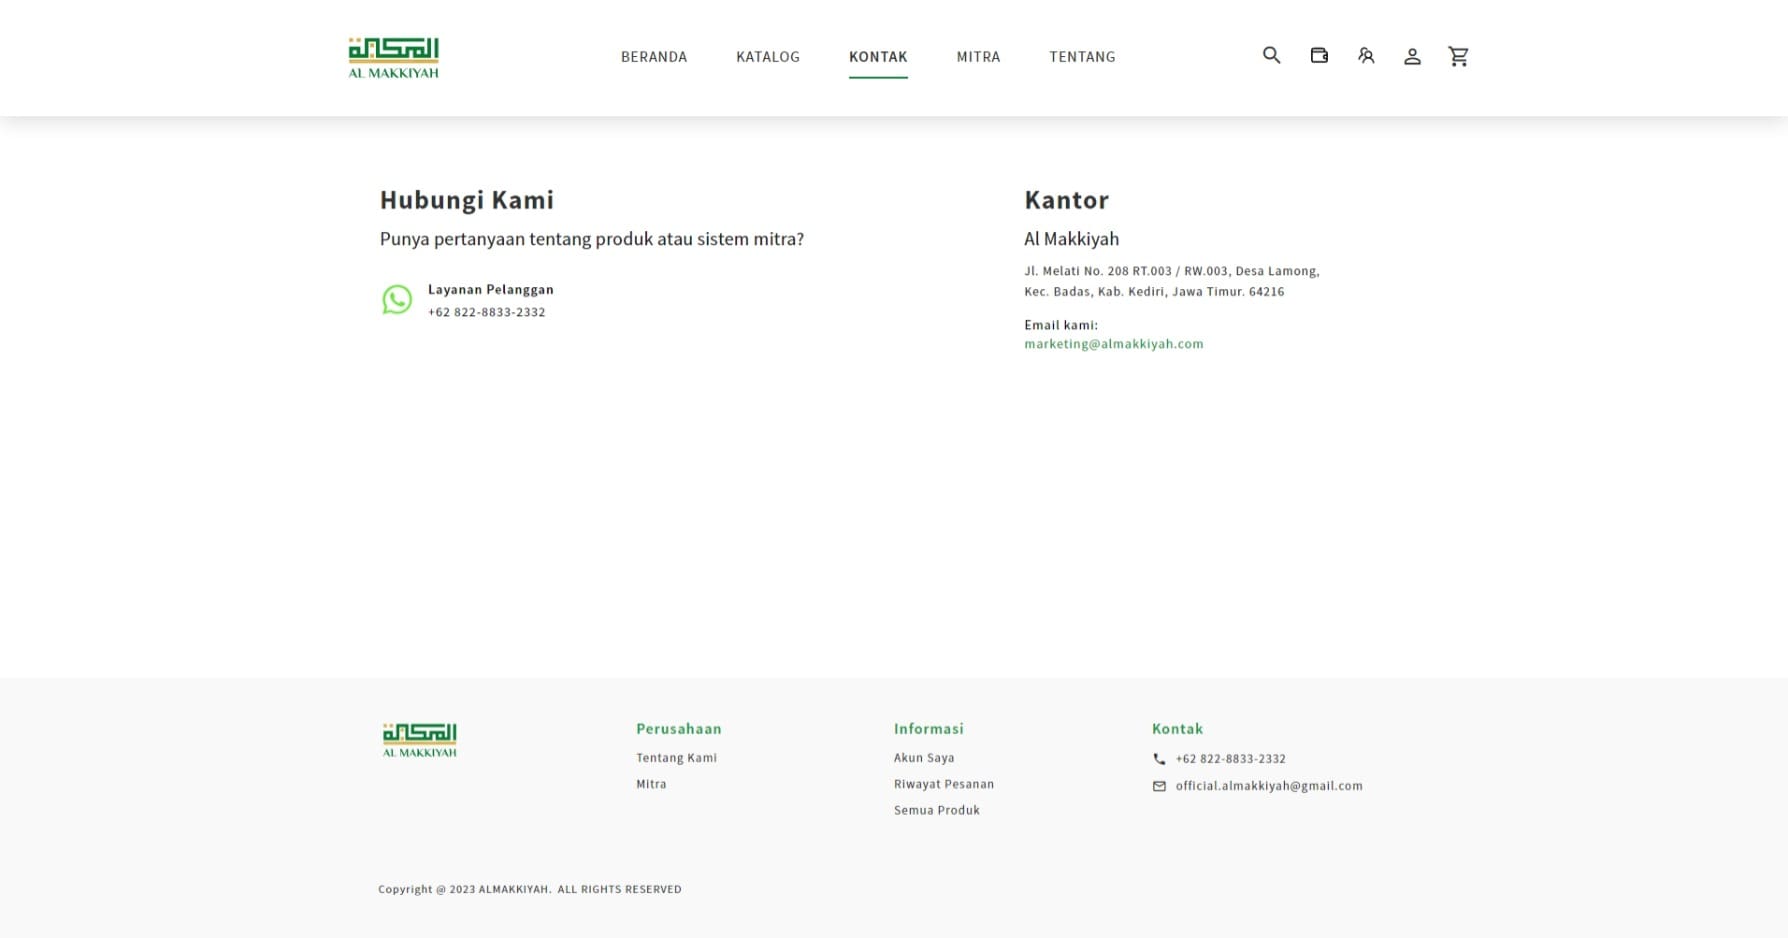 المكية
AL MAKKIYAH
BERANDA KATALOG KONTAK MITRA TENTANG
Hubungi Kami
Punya pertanyaan tentang produk atau sistem mitra?
Layanan Pelanggan
+62 822-8833-2332
Kantor
Al Makkiyah
Jl. Melati No. 208 RT.003 / RW.003, Desa Lamong,
Kec. Badas, Kab. Kediri, Jawa Timur. 64216
Email kami:
marketing@almakkiyah.com
المكية
AL MAKKIYAH
Perusahaan
Tentang Kami
Mitra
Informasi
Akun Saya
Riwayat Pesanan
Semua Produk
Kontak
+62 822-8833-2332
official.almakkiyah@gmail.com
Copyright @ 2023 ALMAKKIYAH. ALL RIGHTS RESERVED